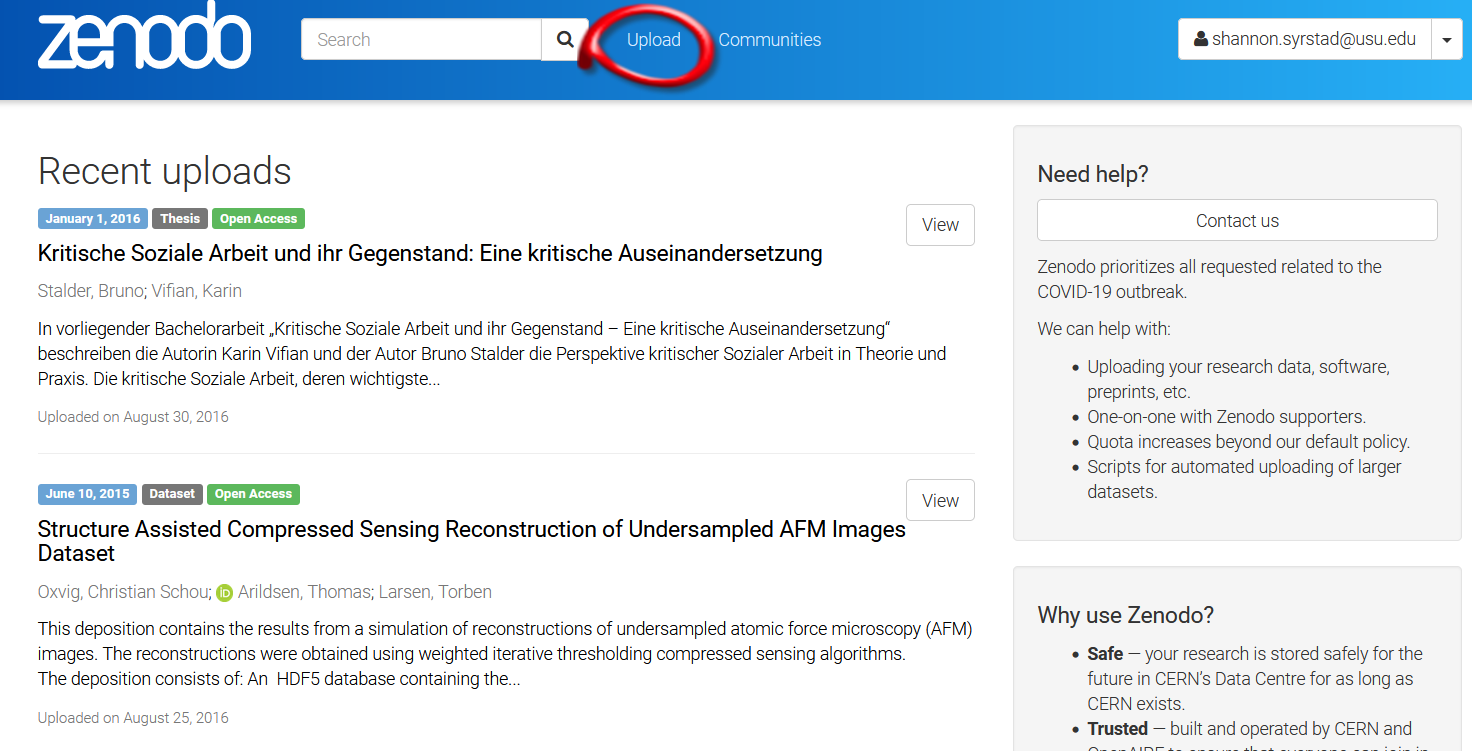 zenodo
Search
Upload
Communities
shannon.syrstad@usu.edu
Recent uploads
January 1, 2016 Thesis Open Access
View
Kritische Soziale Arbeit und ihr Gegenstand: Eine kritische Auseinandersetzung
Stalder, Bruno; Vifian, Karin
In vorliegender Bachelorarbeit „Kritische Soziale Arbeit und ihr Gegenstand – Eine kritische Auseinandersetzung“
beschreiben die Autorin Karin Vifian und der Autor Bruno Stalder die Perspektive kritischer Sozialer Arbeit in Theorie und
Praxis. Die kritische Soziale Arbeit, deren wichtigste...
Uploaded on August 30, 2016
June 10, 2015 Dataset Open Access
View
Structure Assisted Compressed Sensing Reconstruction of Undersampled AFM Images
Dataset
Oxvig, Christian Schou; iD Arildsen, Thomas; Larsen, Torben
This deposition contains the results from a simulation of reconstructions of undersampled atomic force microscopy (AFM)
images. The reconstructions were obtained using weighted iterative thresholding compressed sensing algorithms.
The deposition consists of: An HDF5 database containing the...
Uploaded on August 25, 2016
Need help?
Contact us
Zenodo prioritizes all requested related to the
COVID-19 outbreak.
We can help with:
• Uploading your research data, software,
preprints, etc.
• One-on-one with Zenodo supporters.
• Quota increases beyond our default policy.
• Scripts for automated uploading of larger
datasets.
Why use Zenodo?
• Safe — your research is stored safely for the
future in CERN's Data Centre for as long as
CERN exists.
• Trusted — built and operated by CERN and
OpenAIRE to ensure that everyone can join in